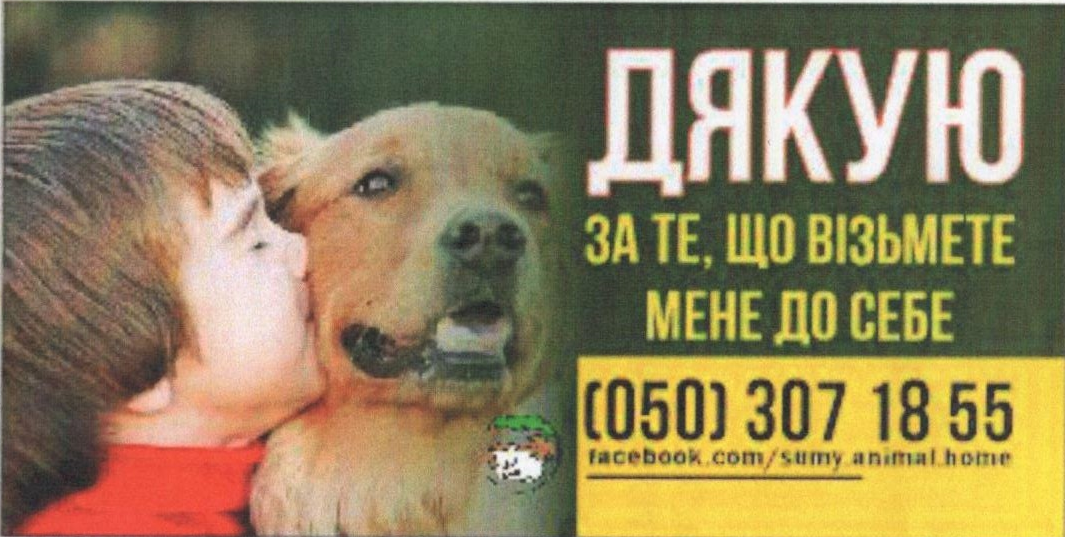 ДЯКУЮ
ЗА ТЕ, ЩО ВІЗЬМЕТЕ
МЕНЕ ДО СЕБЕ
(050) 307 18 55
facebook.com/sumy.animal.home